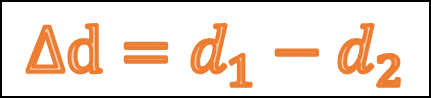 Δd = d₁ − d₂